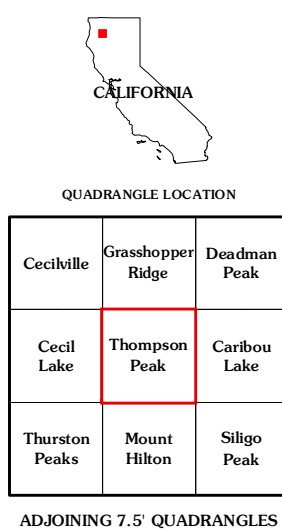 CALIFORNIA
QUADRANGLE LOCATION
Cecilville
Grasshopper
Ridge
Deadman
Peak
Cecil
Lake
Thompson
Peak
Caribou
Lake
Thurston
Peaks
Mount
Hilton
Siligo
Peak
ADJOINING 7.5' QUADRANGLES